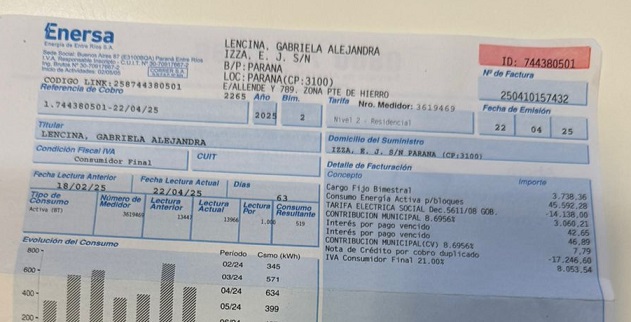 Enersa
Energía de Entre Ríos S.A.
LENCINA, GABRIELA ALEJANDRA
IZZA, E. J. S/N
B/P:PARANA
LOC:PARANA(CP:3100)
E/ALLENDE Y 789. ZONA PTE DE HIERRO
2265
ID: 744380501
Nº de Factura
250410157432
CODIGO LINK:258744380501
Referencia de Cobro
1.744380501-22/04/25
Año
2025
Bim.
2
Tarifa
Nro. Medidor: 3619469
Nivel 2 - Residencial
Fecha de Emisión
22 04 25
Titular
LENCINA, GABRIELA ALEJANDRA
Domicilio del Suministro
IZZA, E. J. S/N PARANA (CP:3100)
Condición Fiscal IVA
Consumidor Final
CUIT
Fecha Lectura Anterior
18/02/25
Fecha Lectura Actual
22/04/25
Días
63
Tipo de Consumo
Activa (BT)
Número de Medidor
Lectura Anterior
13447
Lectura Actual
13966
Lectura Por
Consumo Resultante
519
Detalle de Facturación
Concepto Importe
Cargo Fijo Bimestral 3.738,36
Consumo Energia Activa p/bloques 45.592,28
TARIFA ELECTRICA SOCIAL Dec.5611/08 GOB. -14.138,00
CONTRIBUCION MUNICIPAL 8.6956% 3.060,21
Interés por pago vencido 42,65
Interés por pago vencido 46,89
CONTRIBUCION MUNICIPAL(CV) 8.6956% 7,79
Nota de Crédito por cobro duplicado -17.246,60
IVA Consumidor Final 21.00% 8.053,54
Evolución del Consumo
800
600
400
200
Período Csmo (kWh)
02/24 345
03/24 571
04/24 634
05/24 399